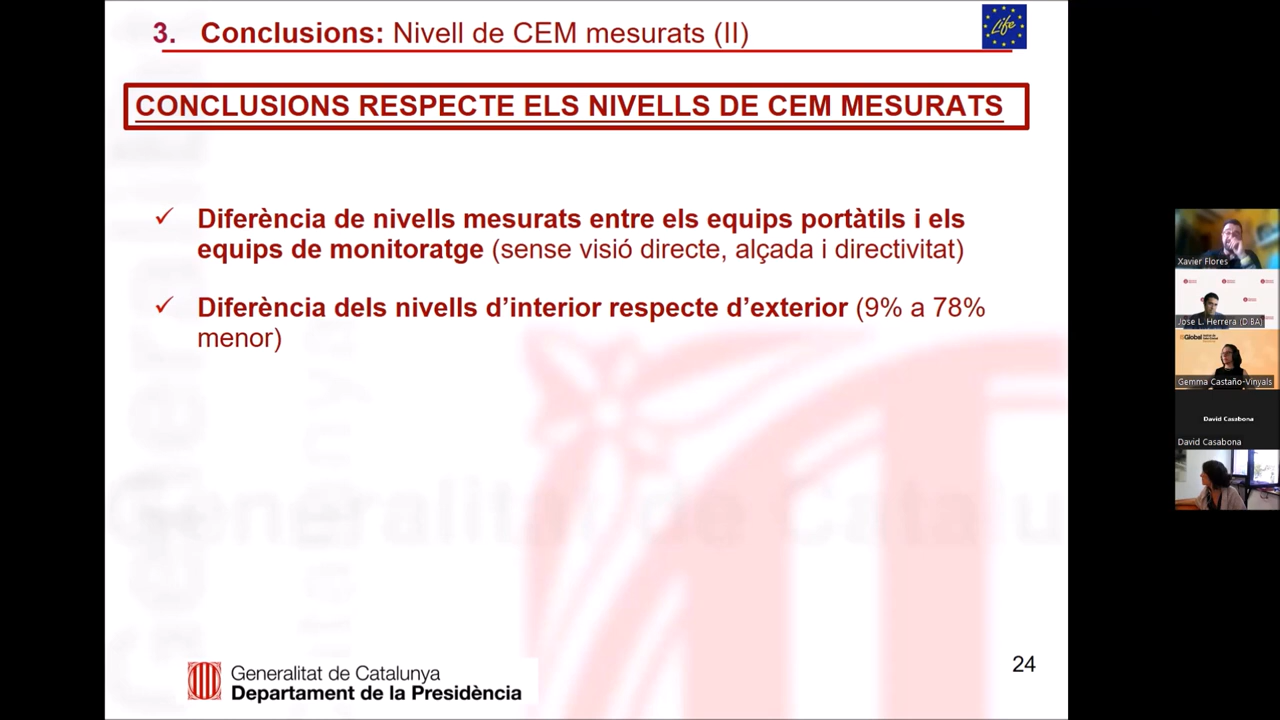 3. Conclusions: Nivell de CEM mesurats (II)
Life
CONCLUSIONS RESPECTE ELS NIVELLS DE CEM MESURATS
✓ Diferència de nivells mesurats entre els equips portàtils i els
equips de monitoratge (sense visió directe, alçada i directivitat)
✓ Diferència dels nivells d'interior respecte d'exterior (9% a 78%
menor)
Generalitat de Catalunya
Departament de la Presidència
24
Xavier Flores
Jose L. Herrera (DIBA)
ISGlobal
Gemma Castaño-Vinyals
David Casabona
David Casabona